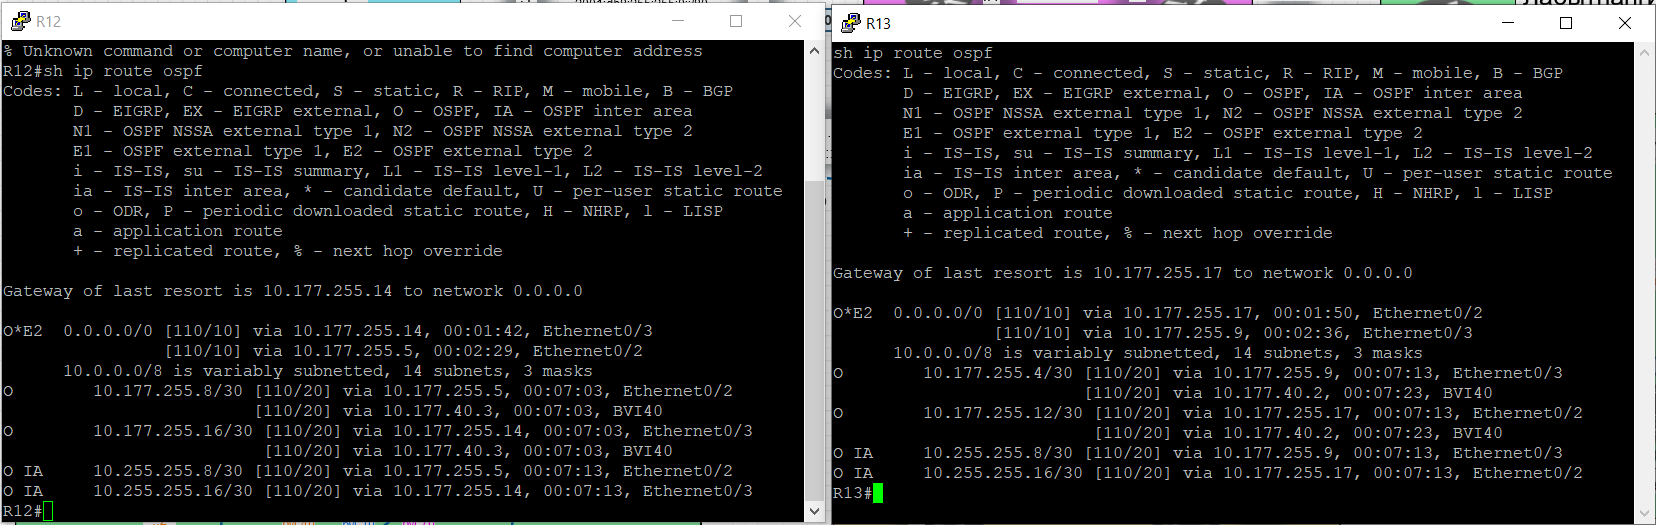 R12
% Unknown command or computer name, or unable to find computer address
R12#sh ip route ospf
Codes: L - local, C - connected, S - static, R - RIP, M - mobile, B - BGP
       D - EIGRP, EX - EIGRP external, O - OSPF, IA - OSPF inter area
       N1 - OSPF NSSA external type 1, N2 - OSPF NSSA external type 2
       E1 - OSPF external type 1, E2 - OSPF external type 2
       i - IS-IS, su - IS-IS summary, L1 - IS-IS level-1, L2 - IS-IS level-2
       ia - IS-IS inter area, * - candidate default, U - per-user static route
       o - ODR, P - periodic downloaded static route, H - NHRP, l - LISP
       a - application route
       + - replicated route, % - next hop override
Gateway of last resort is 10.177.255.14 to network 0.0.0.0
O*E2  0.0.0.0/0 [110/10] via 10.177.255.14, 00:01:42, Ethernet0/3
                [110/10] via 10.177.255.5, 00:02:29, Ethernet0/2
      10.0.0.0/8 is variably subnetted, 14 subnets, 3 masks
O        10.177.255.8/30 [110/20] via 10.177.255.5, 00:07:03, Ethernet0/2
                         [110/20] via 10.177.40.3, 00:07:03, BVI40
O        10.177.255.16/30 [110/20] via 10.177.255.14, 00:07:03, Ethernet0/3
                          [110/20] via 10.177.40.3, 00:07:03, BVI40
O IA     10.255.255.8/30 [110/20] via 10.177.255.5, 00:07:13, Ethernet0/2
O IA     10.255.255.16/30 [110/20] via 10.177.255.14, 00:07:13, Ethernet0/3
R12#
R13
sh ip route ospf
Codes: L - local, C - connected, S - static, R - RIP, M - mobile, B - BGP
       D - EIGRP, EX - EIGRP external, O - OSPF, IA - OSPF inter area
       N1 - OSPF NSSA external type 1, N2 - OSPF NSSA external type 2
       E1 - OSPF external type 1, E2 - OSPF external type 2
       i - IS-IS, su - IS-IS summary, L1 - IS-IS level-1, L2 - IS-IS level-2
       ia - IS-IS inter area, * - candidate default, U - per-user static route
       o - ODR, P - periodic downloaded static route, H - NHRP, l - LISP
       a - application route
       + - replicated route, % - next hop override
Gateway of last resort is 10.177.255.17 to network 0.0.0.0
O*E2  0.0.0.0/0 [110/10] via 10.177.255.17, 00:01:50, Ethernet0/2
                [110/10] via 10.177.255.9, 00:02:36, Ethernet0/3
      10.0.0.0/8 is variably subnetted, 14 subnets, 3 masks
O        10.177.255.4/30 [110/20] via 10.177.255.9, 00:07:13, Ethernet0/3
                         [110/20] via 10.177.40.2, 00:07:23, BVI40
O        10.177.255.12/30 [110/20] via 10.177.255.17, 00:07:13, Ethernet0/2
                          [110/20] via 10.177.40.2, 00:07:23, BVI40
O IA     10.255.255.8/30 [110/20] via 10.177.255.9, 00:07:13, Ethernet0/3
O IA     10.255.255.16/30 [110/20] via 10.177.255.17, 00:07:13, Ethernet0/2
R13#